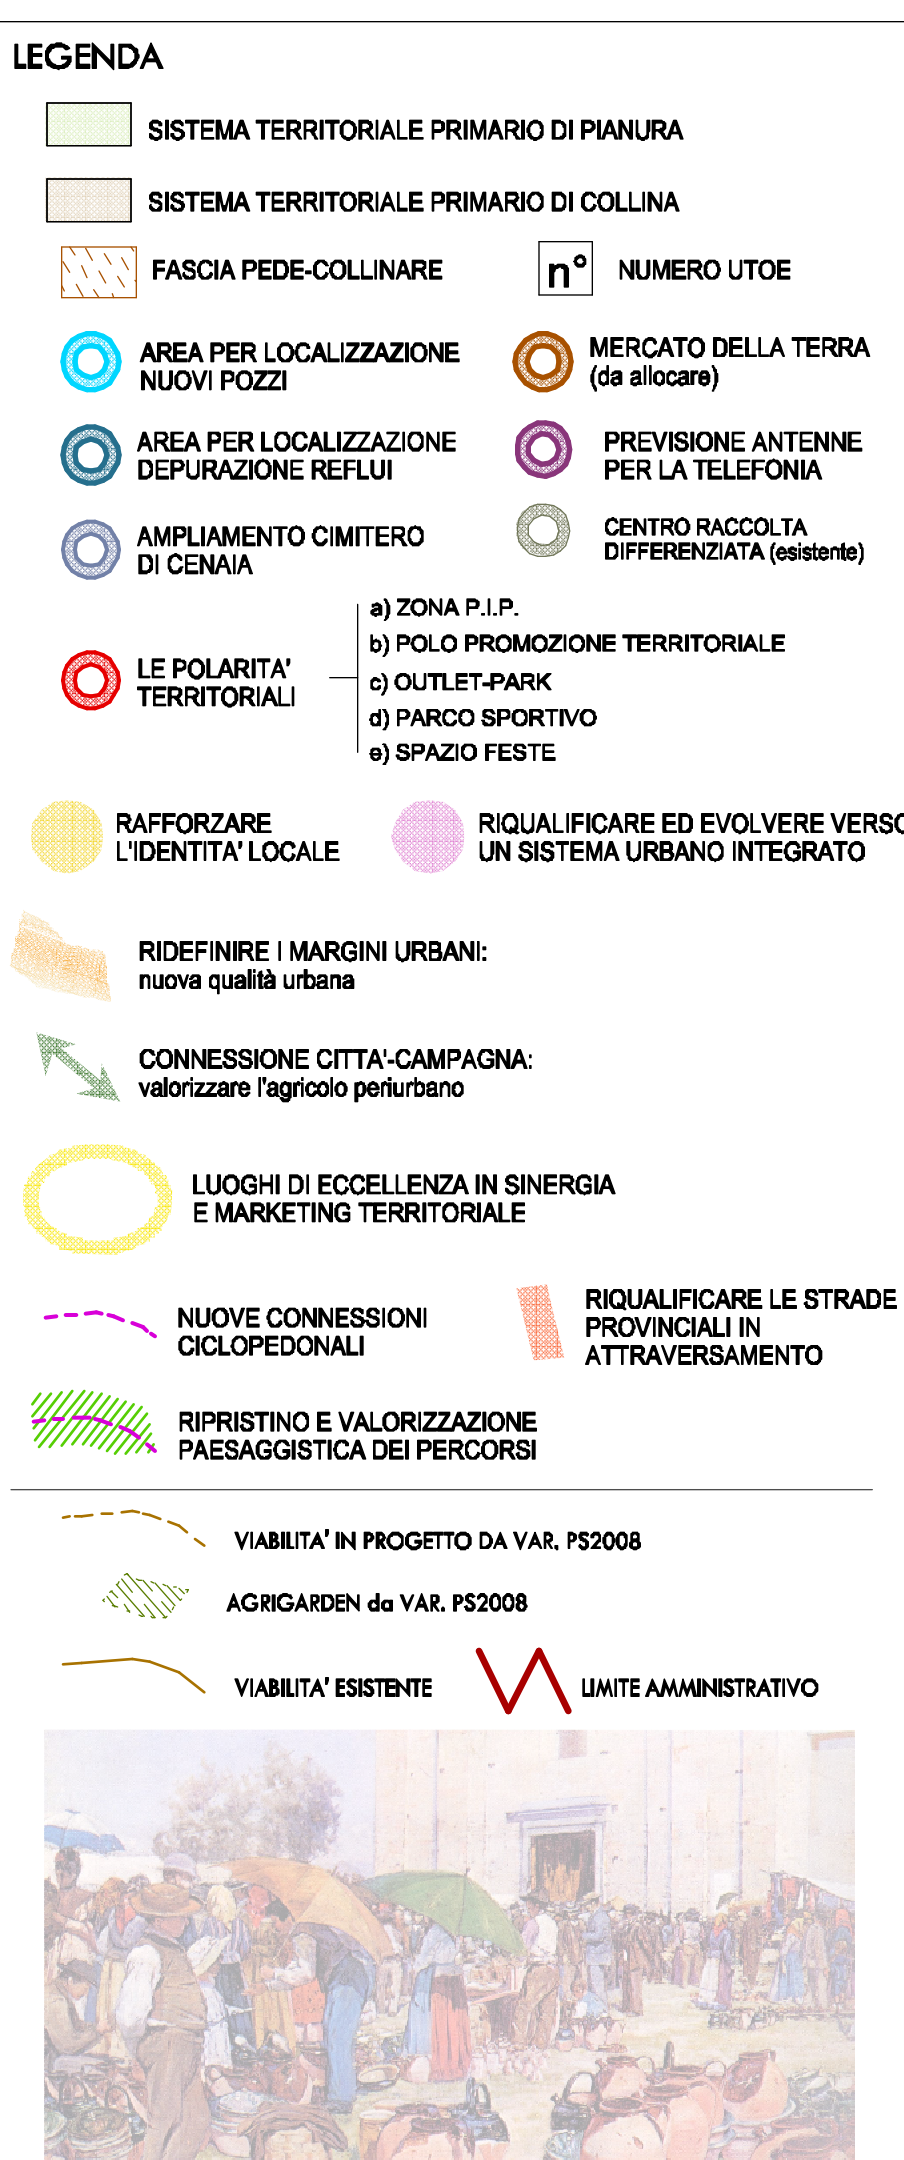 LEGENDA
SISTEMA TERRITORIALE PRIMARIO DI PIANURA
SISTEMA TERRITORIALE PRIMARIO DI COLLINA
FASCIA PEDE-COLLINARE
n° NUMERO UTOE
AREA PER LOCALIZZAZIONE
NUOVI POZZI
MERCATO DELLA TERRA
(da allocare)
AREA PER LOCALIZZAZIONE
DEPURAZIONE REFLUI
PREVISIONE ANTENNE
PER LA TELEFONIA
AMPLIAMENTO CIMITERO
DI CENAIA
CENTRO RACCOLTA
DIFFERENZIATA (esistente)
LE POLARITA'
TERRITORIALI
a) ZONA P.I.P.
b) POLO PROMOZIONE TERRITORIALE
c) OUTLET-PARK
d) PARCO SPORTIVO
e) SPAZIO FESTE
RAFFORZARE
L'IDENTITA' LOCALE
RIQUALIFICARE ED EVOLVERE VERSO
UN SISTEMA URBANO INTEGRATO
RIDEFINIRE I MARGINI URBANI:
nuova qualità urbana
CONNESSIONE CITTA'-CAMPAGNA:
valorizzare l'agricolo periurbano
LUOGHI DI ECCELLENZA IN SINERGIA
E MARKETING TERRITORIALE
NUOVE CONNESSIONI
CICLOPEDONALI
RIQUALIFICARE LE STRADE
PROVINCIALI IN
ATTRAVERSAMENTO
RIPRISTINO E VALORIZZAZIONE
PAESAGGISTICA DEI PERCORSI
VIABILITA' IN PROGETTO DA VAR. PS2008
AGRIGARDEN da VAR. PS2008
VIABILITA' ESISTENTE
LIMITE AMMINISTRATIVO